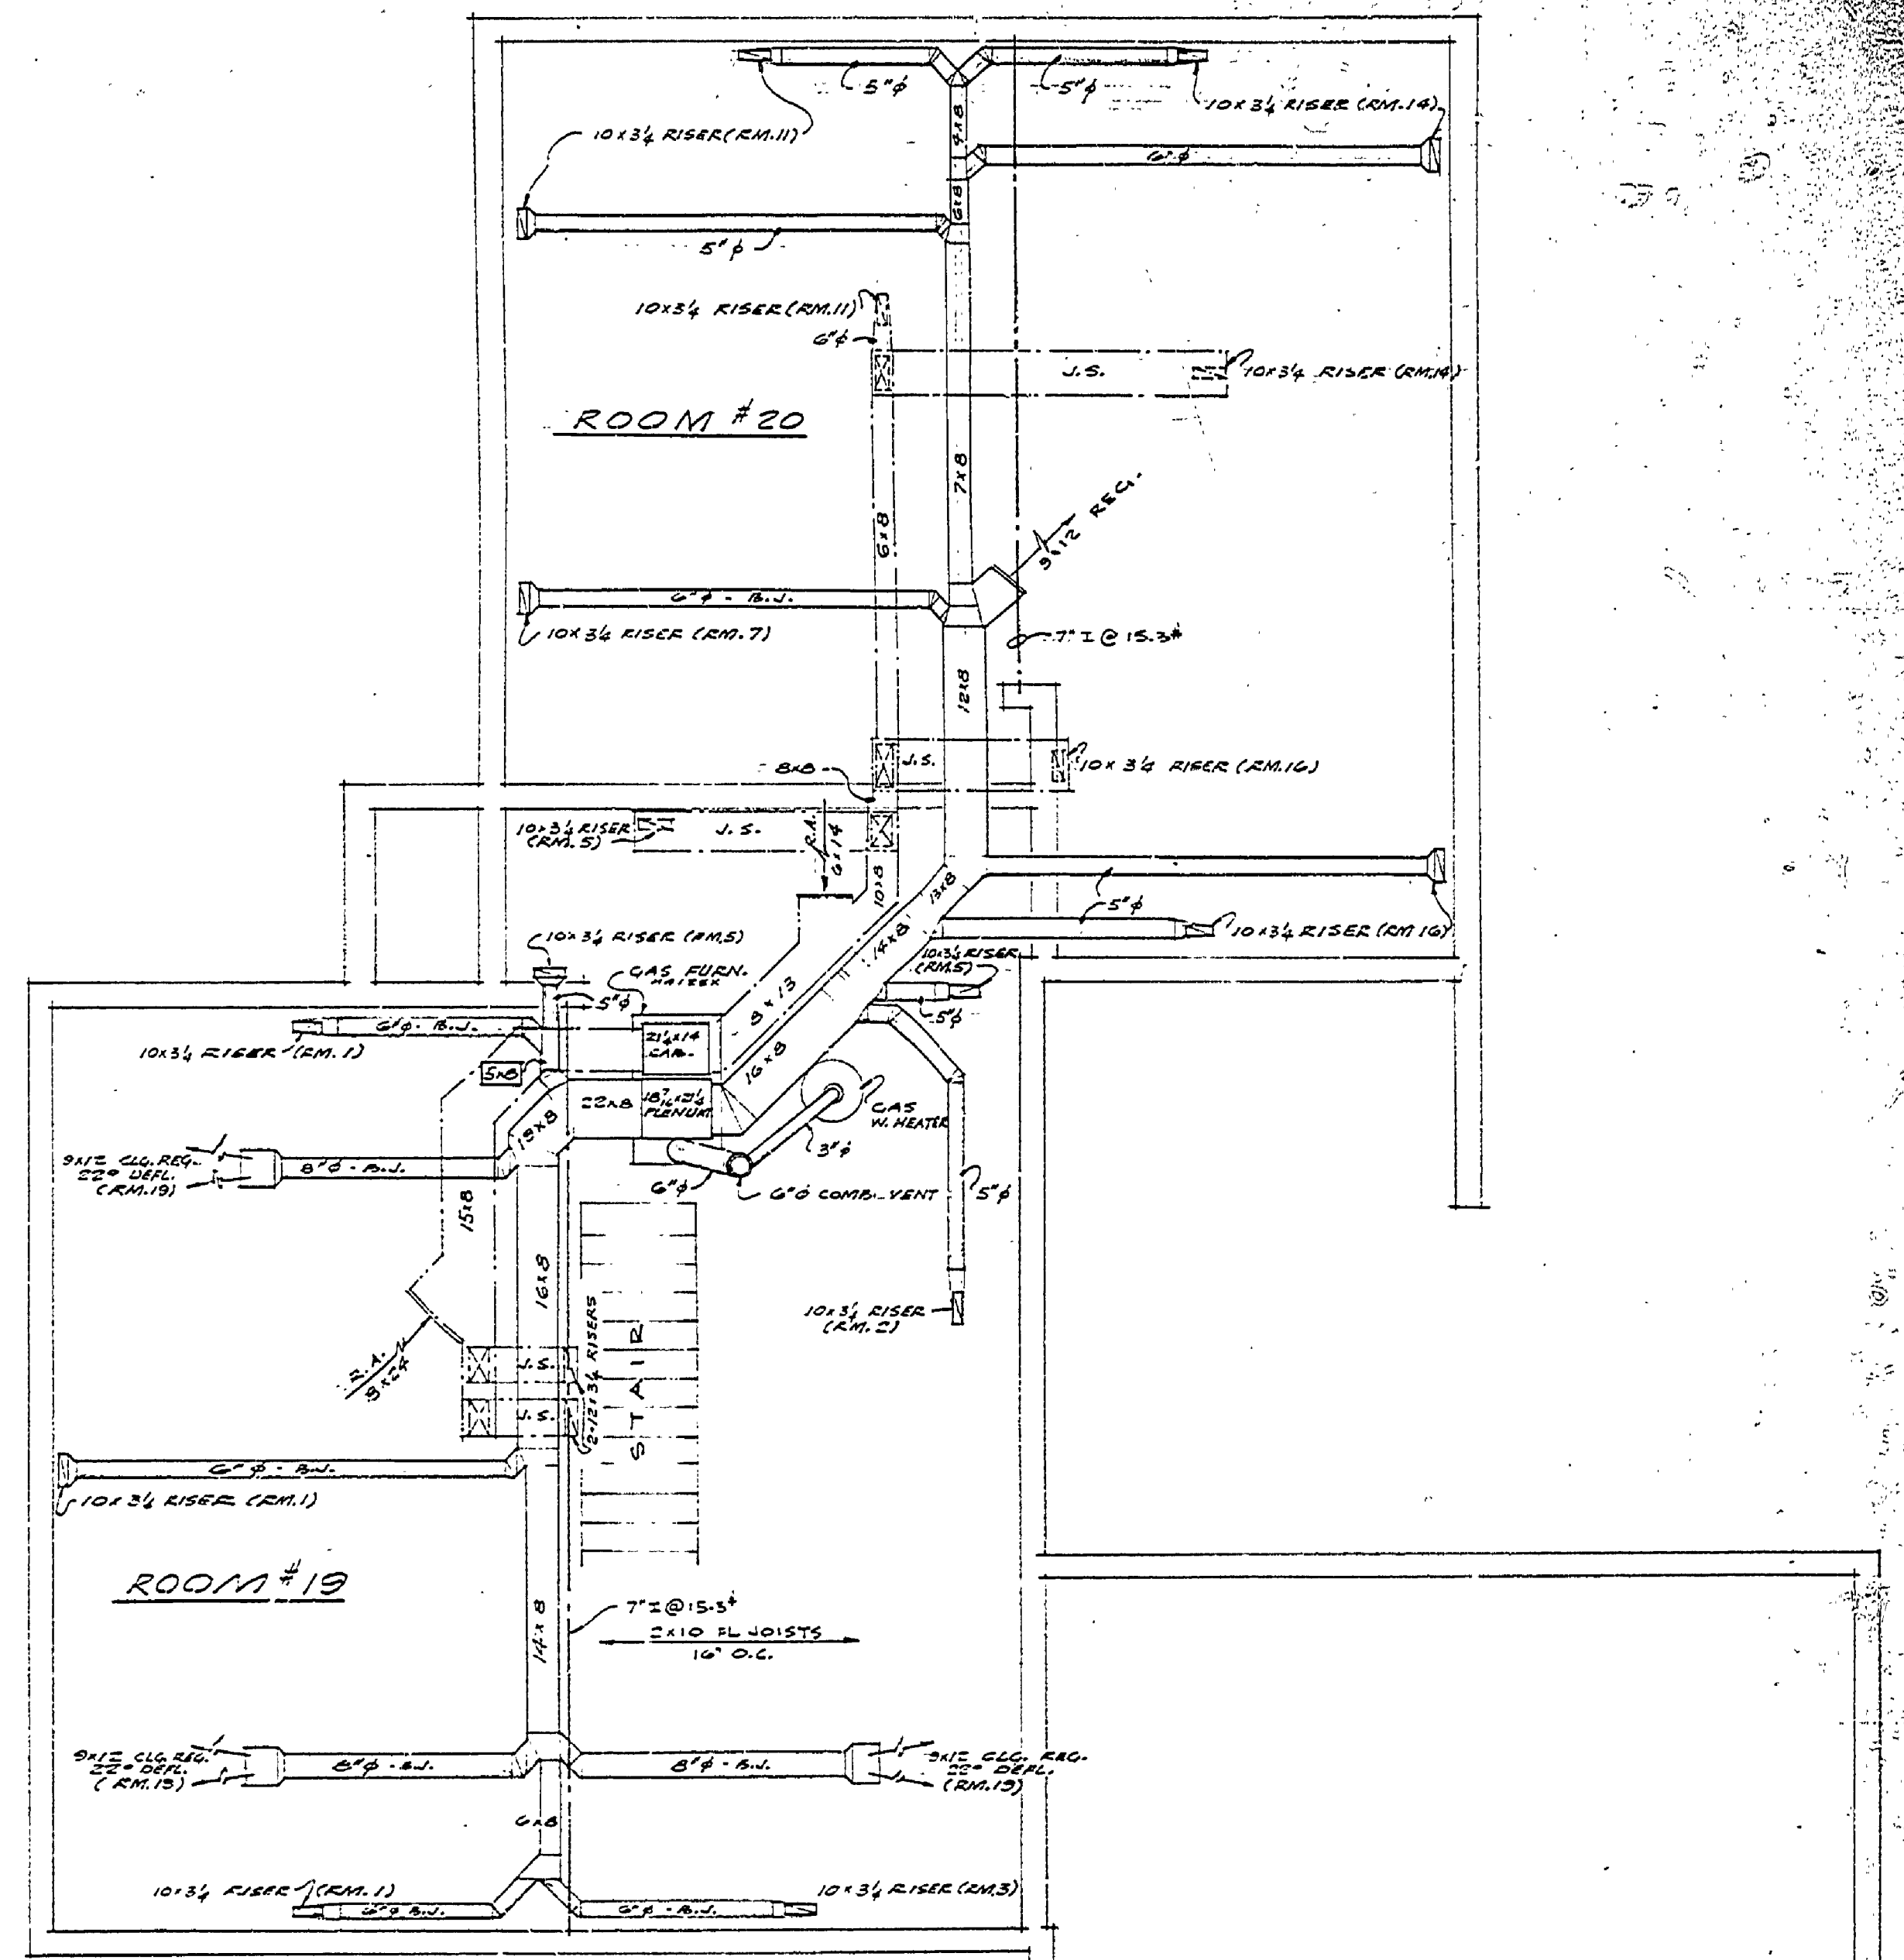 5"φ
5"φ
10x3¼ RISER (RM.14)
10x3¼ RISER (RM.11)
4x8
6"φ
6x8
5"φ
10x3¼ RISER (RM.11)
6"φ
J.S.
10x3¼ RISER (RM.14)
ROOM #20
7x8
9x12 REG.
6x8
6"φ - B.J.
10x3¼ RISER (RM.7)
7" I @ 15.3#
12x8
8x8
J.S.
10x3¼ RISER (RM.16)
10x3¼ RISER
(RM.5)
J.S.
R.A.
6x14
10x8
13x8
5"φ
14x8
10x3¼ RISER (RM 16)
10x3¼ RISER (RM.5)
GAS FURN.
10x3¼ RISER
(RM.5)
5"φ
5"φ
8x13
6"φ - B.J.
10x3¼ RISER (RM.1)
21¼x14
CAB.
16x8
5x8
22x8
PLENUM
GAS
W. HEATER
19x8
3"φ
9x12 CLG. REG.
22° DEFL.
(RM.19)
8"φ - B.J.
6"φ
6"φ COMB. VENT
5"φ
15x8
16x8
10x3¼ RISER
(RM. 2)
2-12x3¼ RISERS
STAIR
R.A.
8x24
J.S.
J.S.
6"φ - B.J.
10x3¼ RISER (RM.1)
ROOM #19
14x8
7" I @ 15.3#
2x10 FL JOISTS
16" O.C.
9x12 CLG. REG.
22° DEFL.
(RM.19)
8"φ - B.J.
8"φ - B.J.
9x12 CLG. REG.
22° DEFL.
(RM.19)
6x8
10x3¼ RISER (RM.1)
10x3¼ RISER (RM.3)
6"φ B.J.
6"φ - B.J.